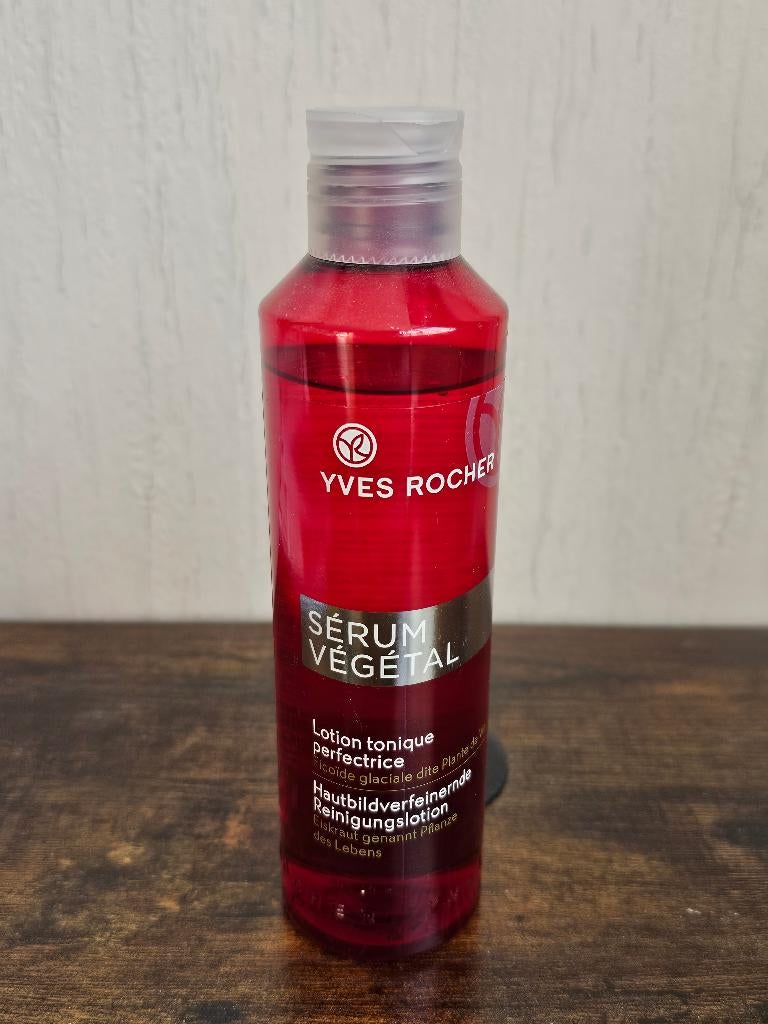 YVES ROCHER
SÉRUM
VÉGÉTAL
Lotion tonique
perfectrice
Ficoïde glaciale dite Plante de
Hautbildverfeinernde
Reinigungslotion
Eiskraut genannt Pflanze
des Lebens